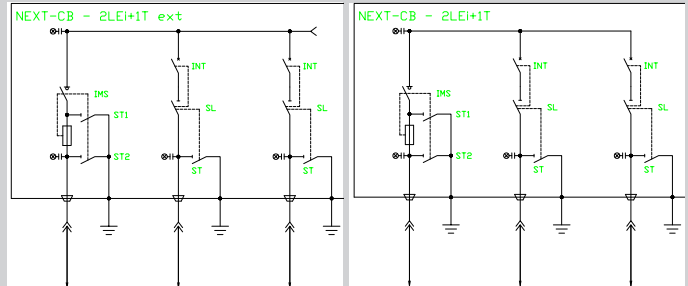 NEXT-CB - 2LEi+1T ext
INT
INT
IMS
SL
SL
ST1
ST2
ST
ST
NEXT-CB - 2LEi+1T
INT
INT
IMS
SL
SL
ST1
ST2
ST
ST